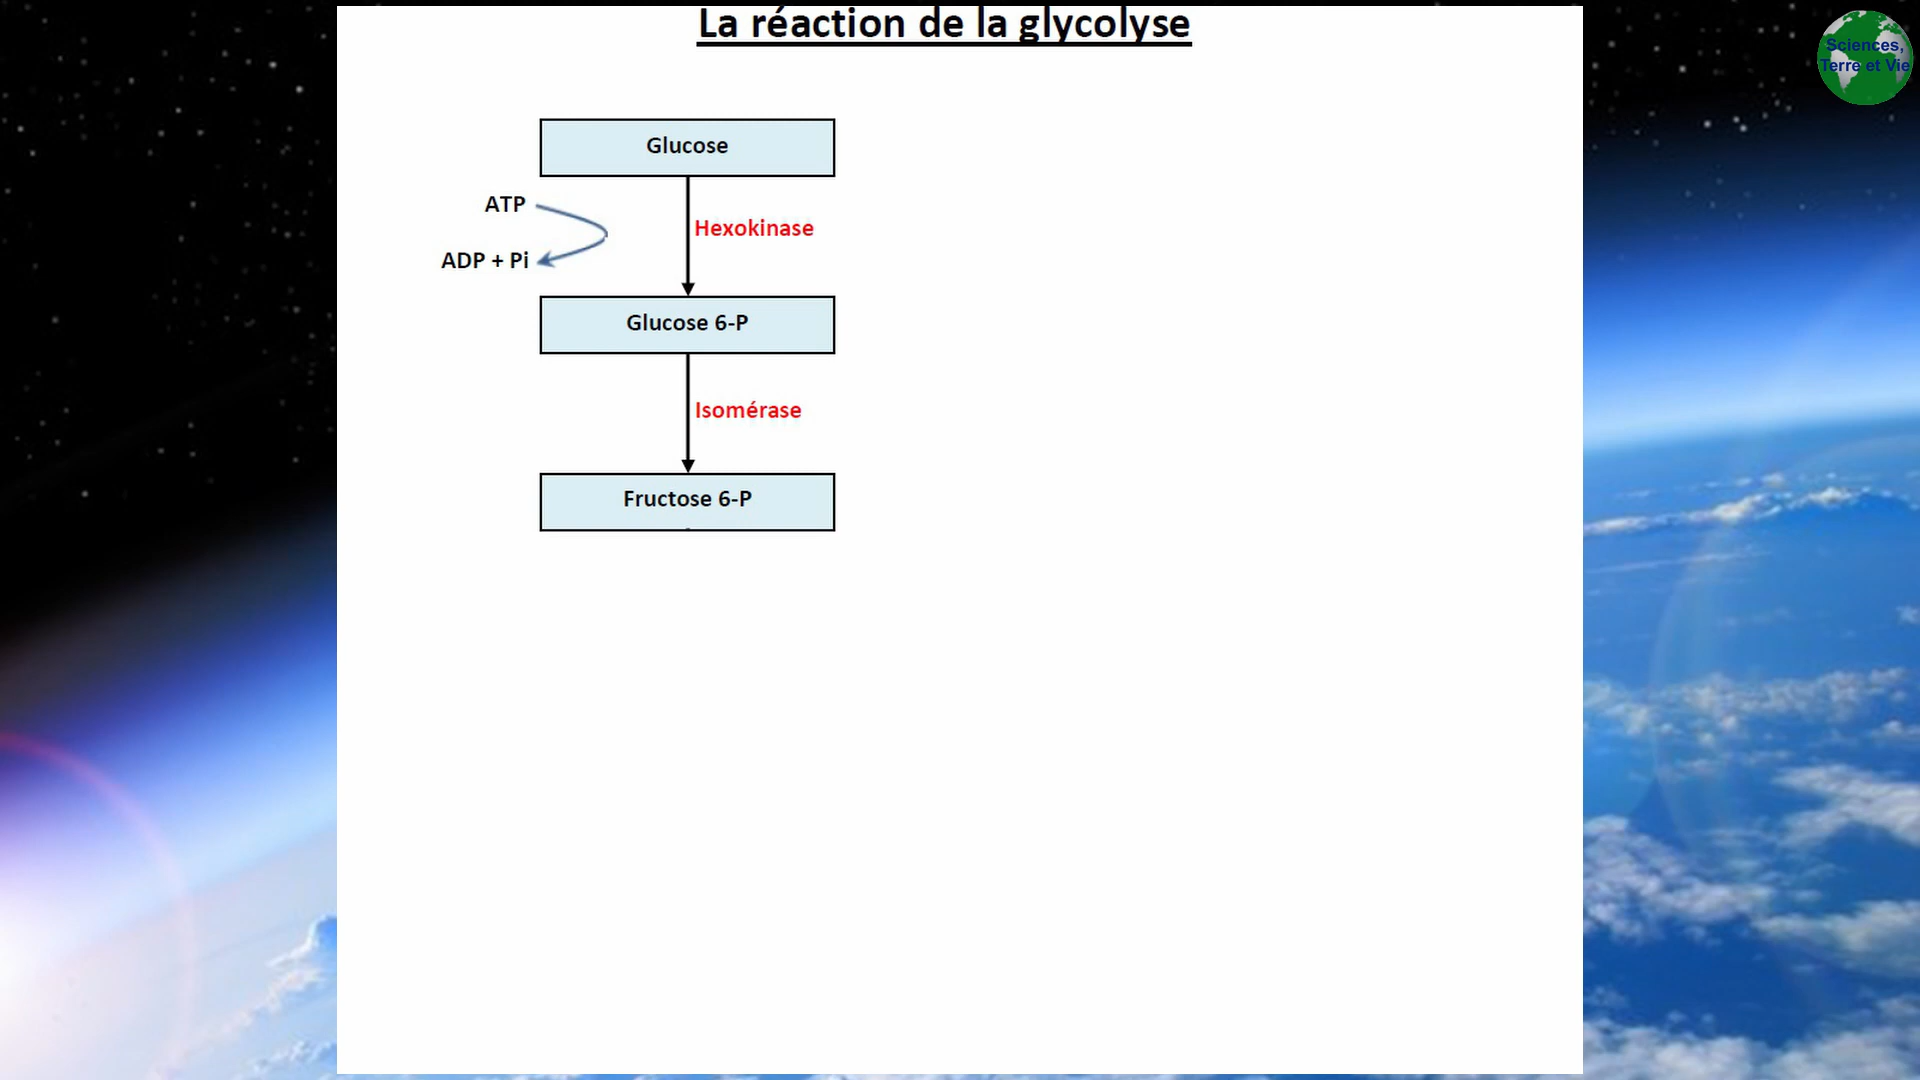 La réaction de la glycolyse
Sciences,
Terre et Vie
Glucose
ATP
Hexokinase
ADP + Pi
Glucose 6-P
Isomérase
Fructose 6-P